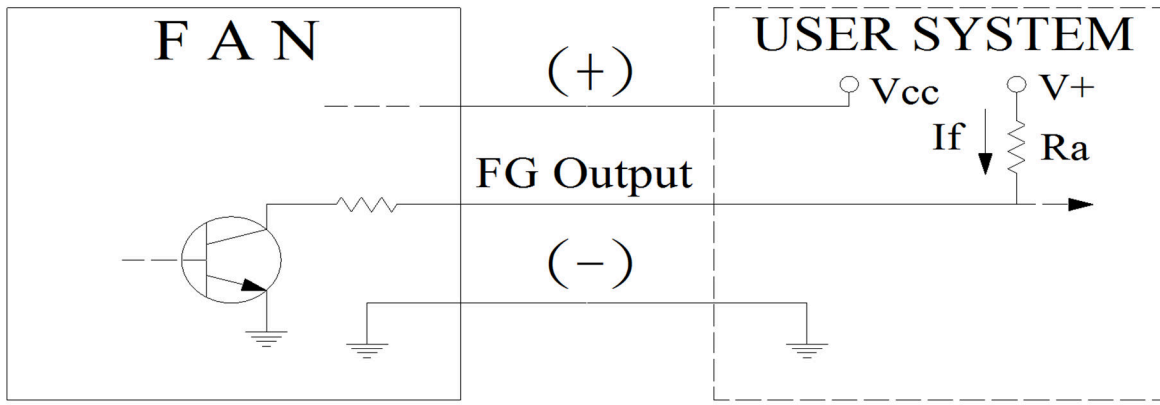 F A N
USER SYSTEM
(+)
Vcc
V+
If
Ra
FG Output
(-)